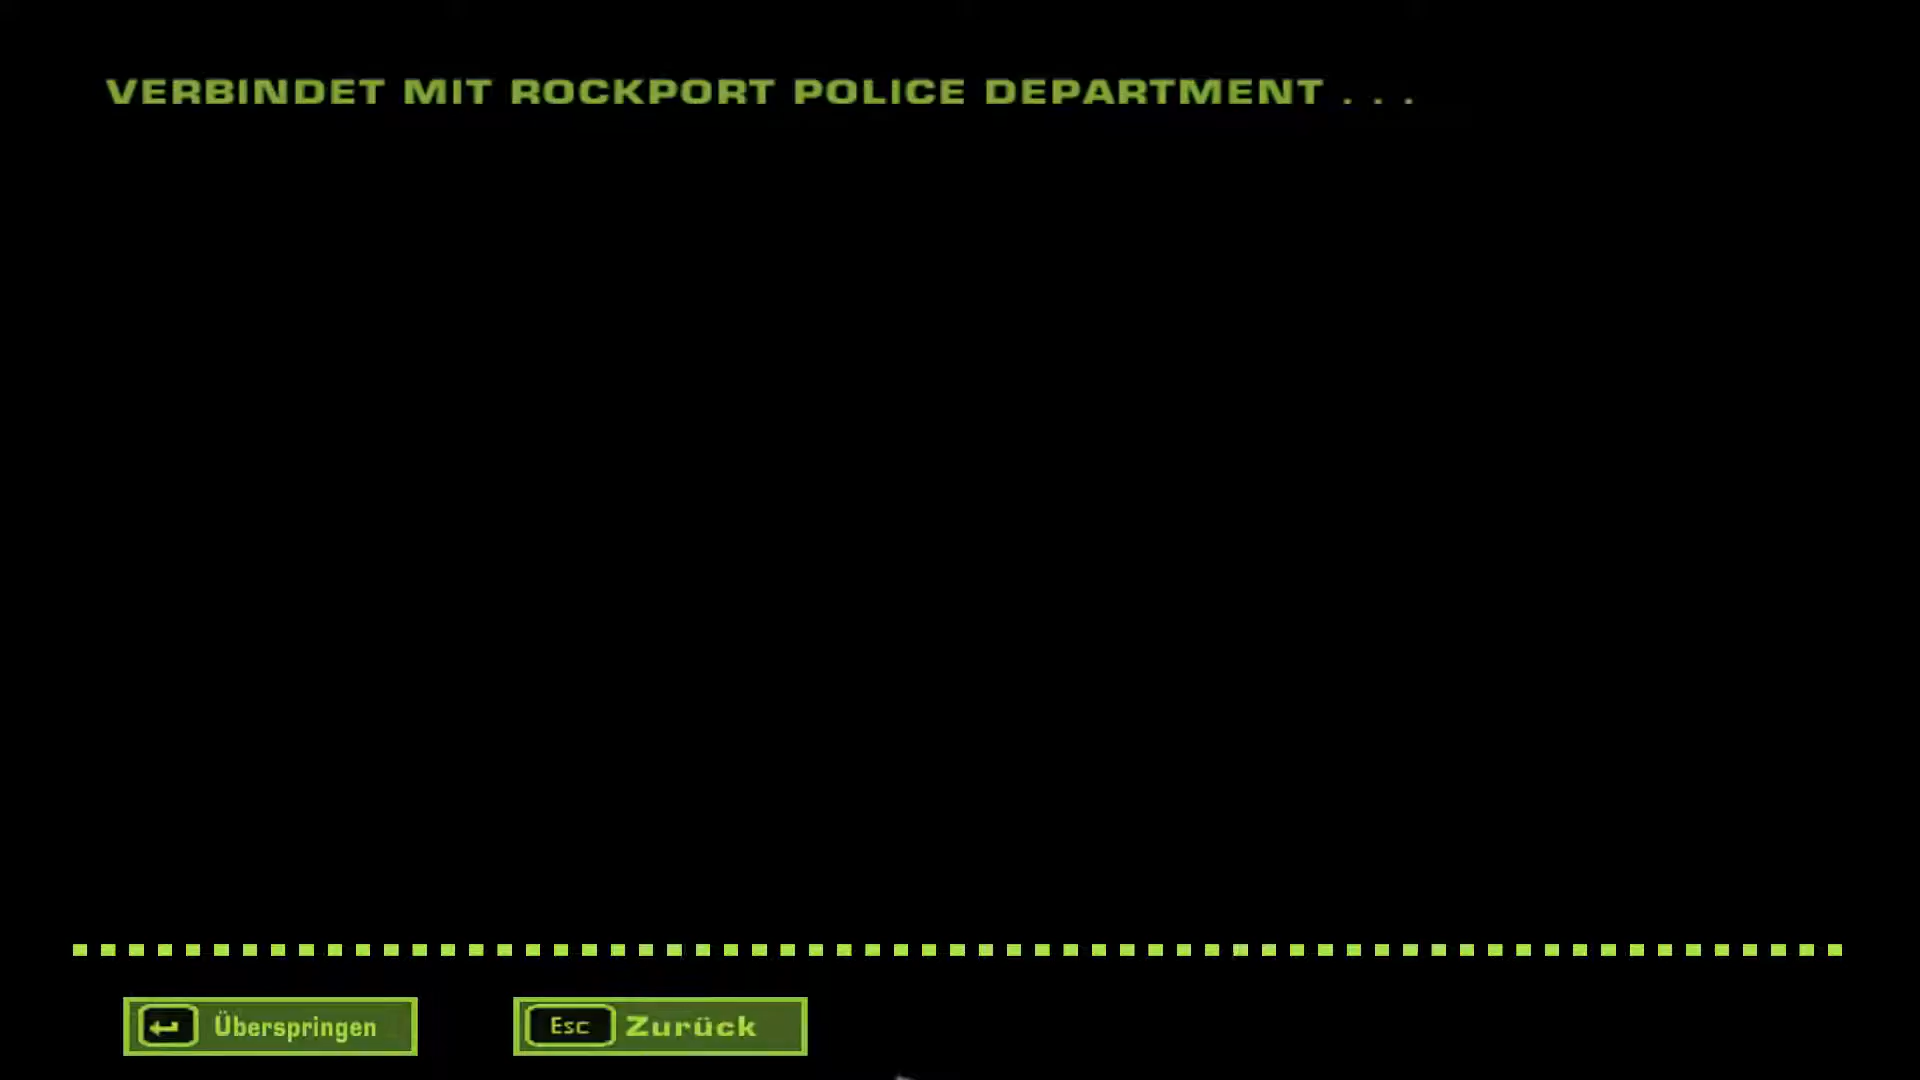 VERBINDET MIT ROCKPORT POLICE DEPARTMENT . . .
Überspringen
Esc Zurück